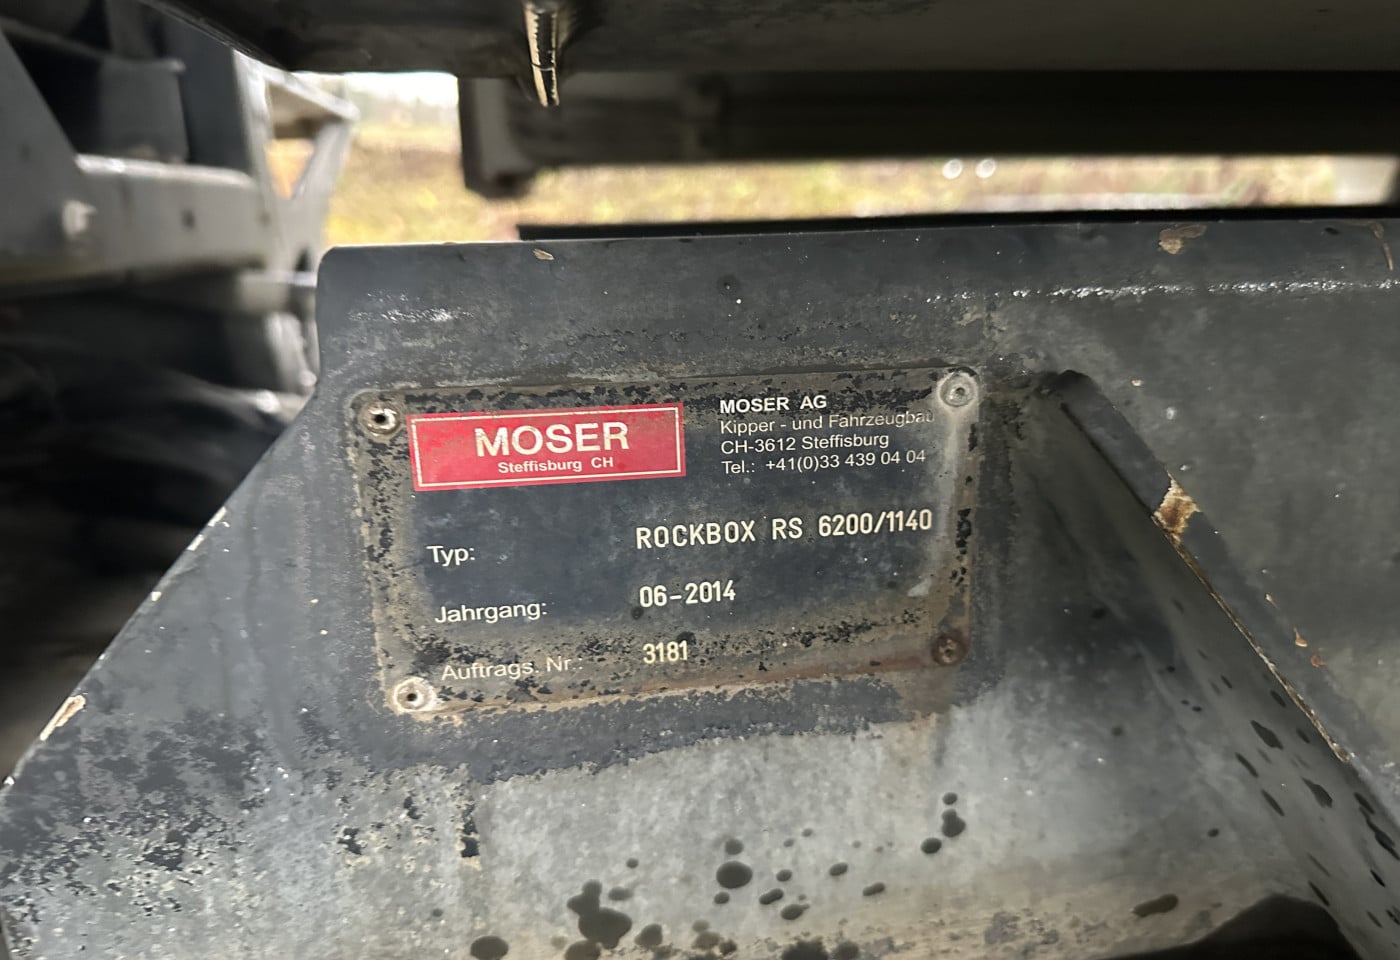 MOSER
Steffisburg CH
MOSER AG
Kipper - und Fahrzeugbau
CH-3612 Steffisburg
Tel.: +41(0)33 439 04 04
Typ: ROCKBOX RS 6200/1140
Jahrgang: 06-2014
Auftrags. Nr.: 3181